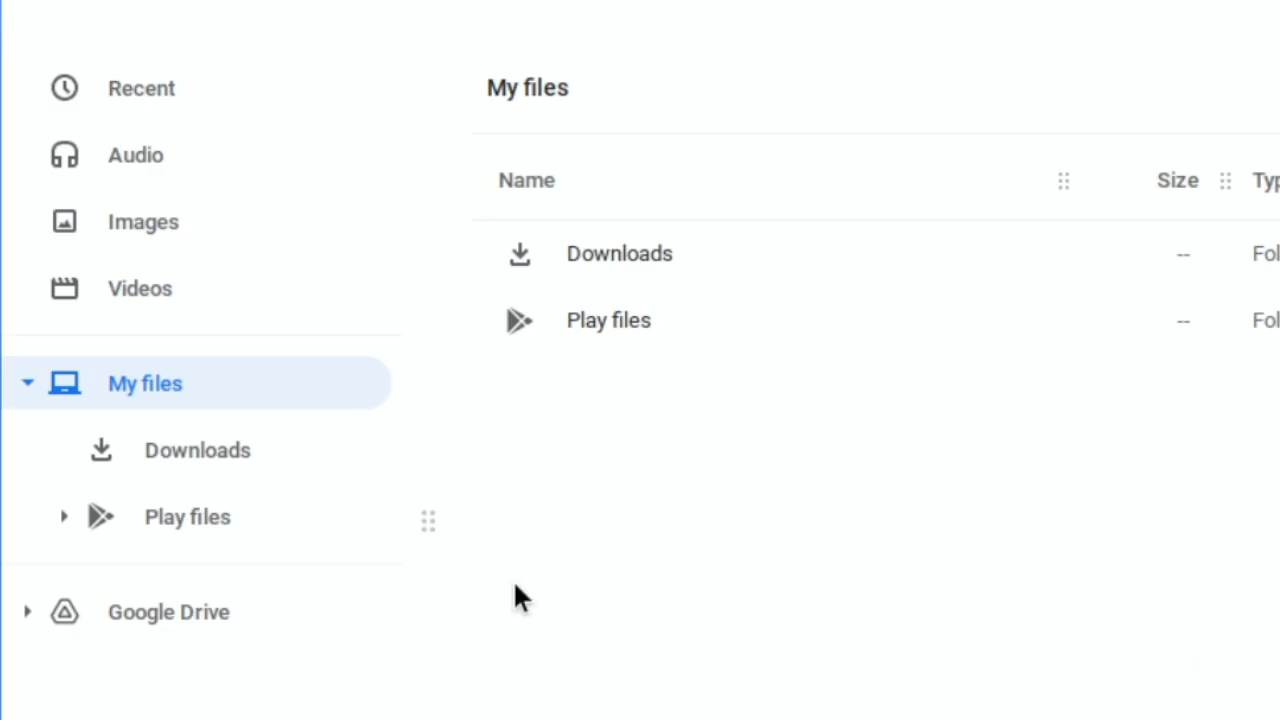 Recent
Audio
Images
Videos
My files
Downloads
Play files
Google Drive
My files
Name Size
Downloads --
Play files --